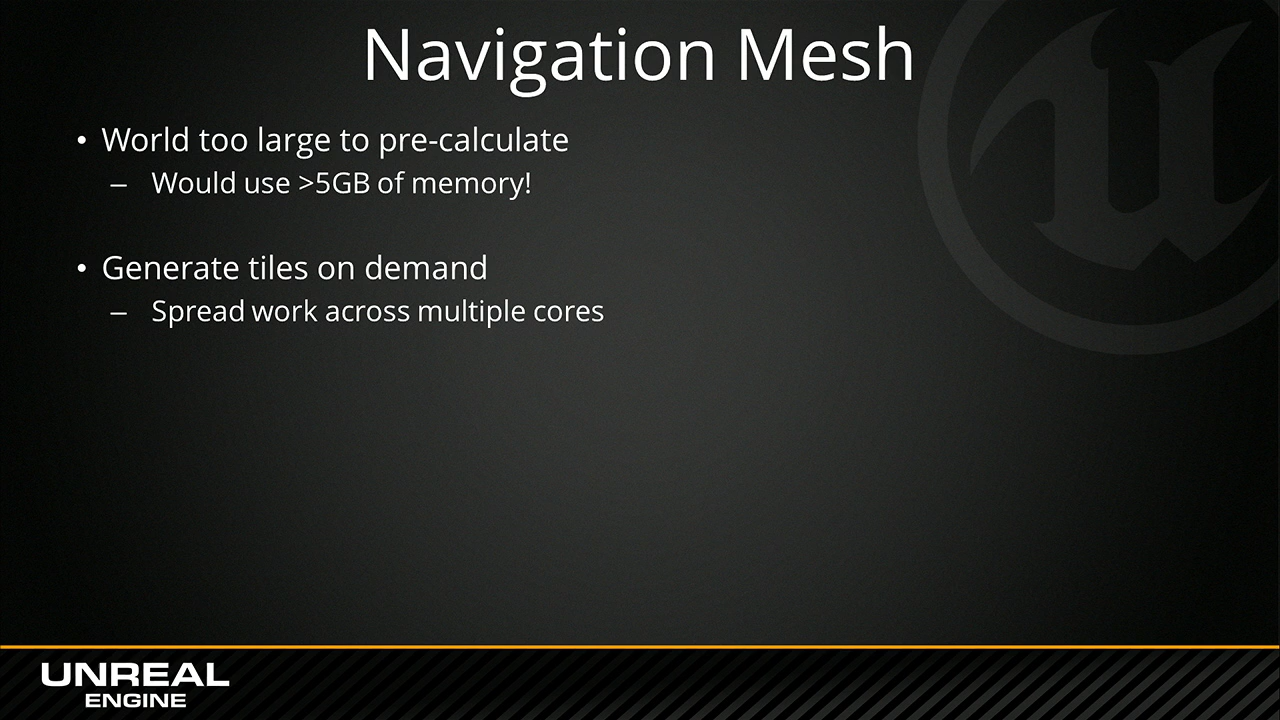 Navigation Mesh
• World too large to pre-calculate
– Would use >5GB of memory!
• Generate tiles on demand
– Spread work across multiple cores
UNREAL
ENGINE